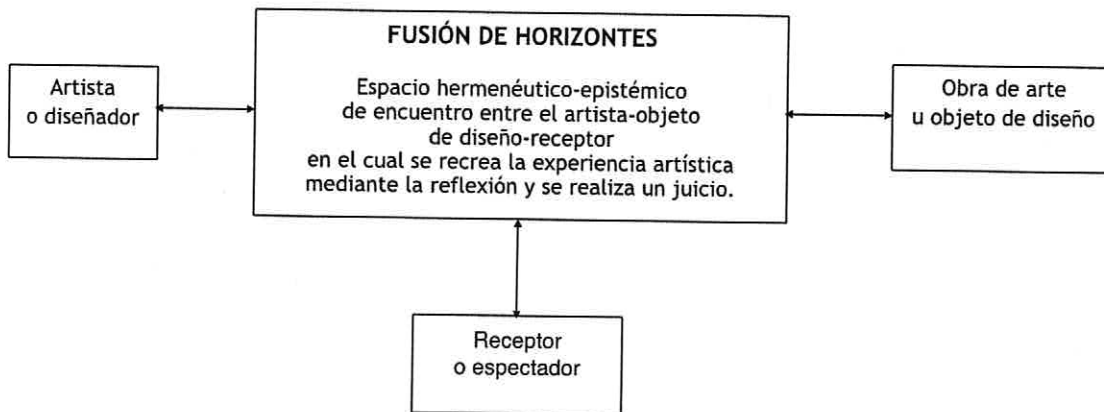 FUSIÓN DE HORIZONTES
Espacio hermenéutico-epistémico
de encuentro entre el artista-objeto
de diseño-receptor
en el cual se recrea la experiencia artística
mediante la reflexión y se realiza un juicio.
Artista
o diseñador
Obra de arte
u objeto de diseño
Receptor
o espectador